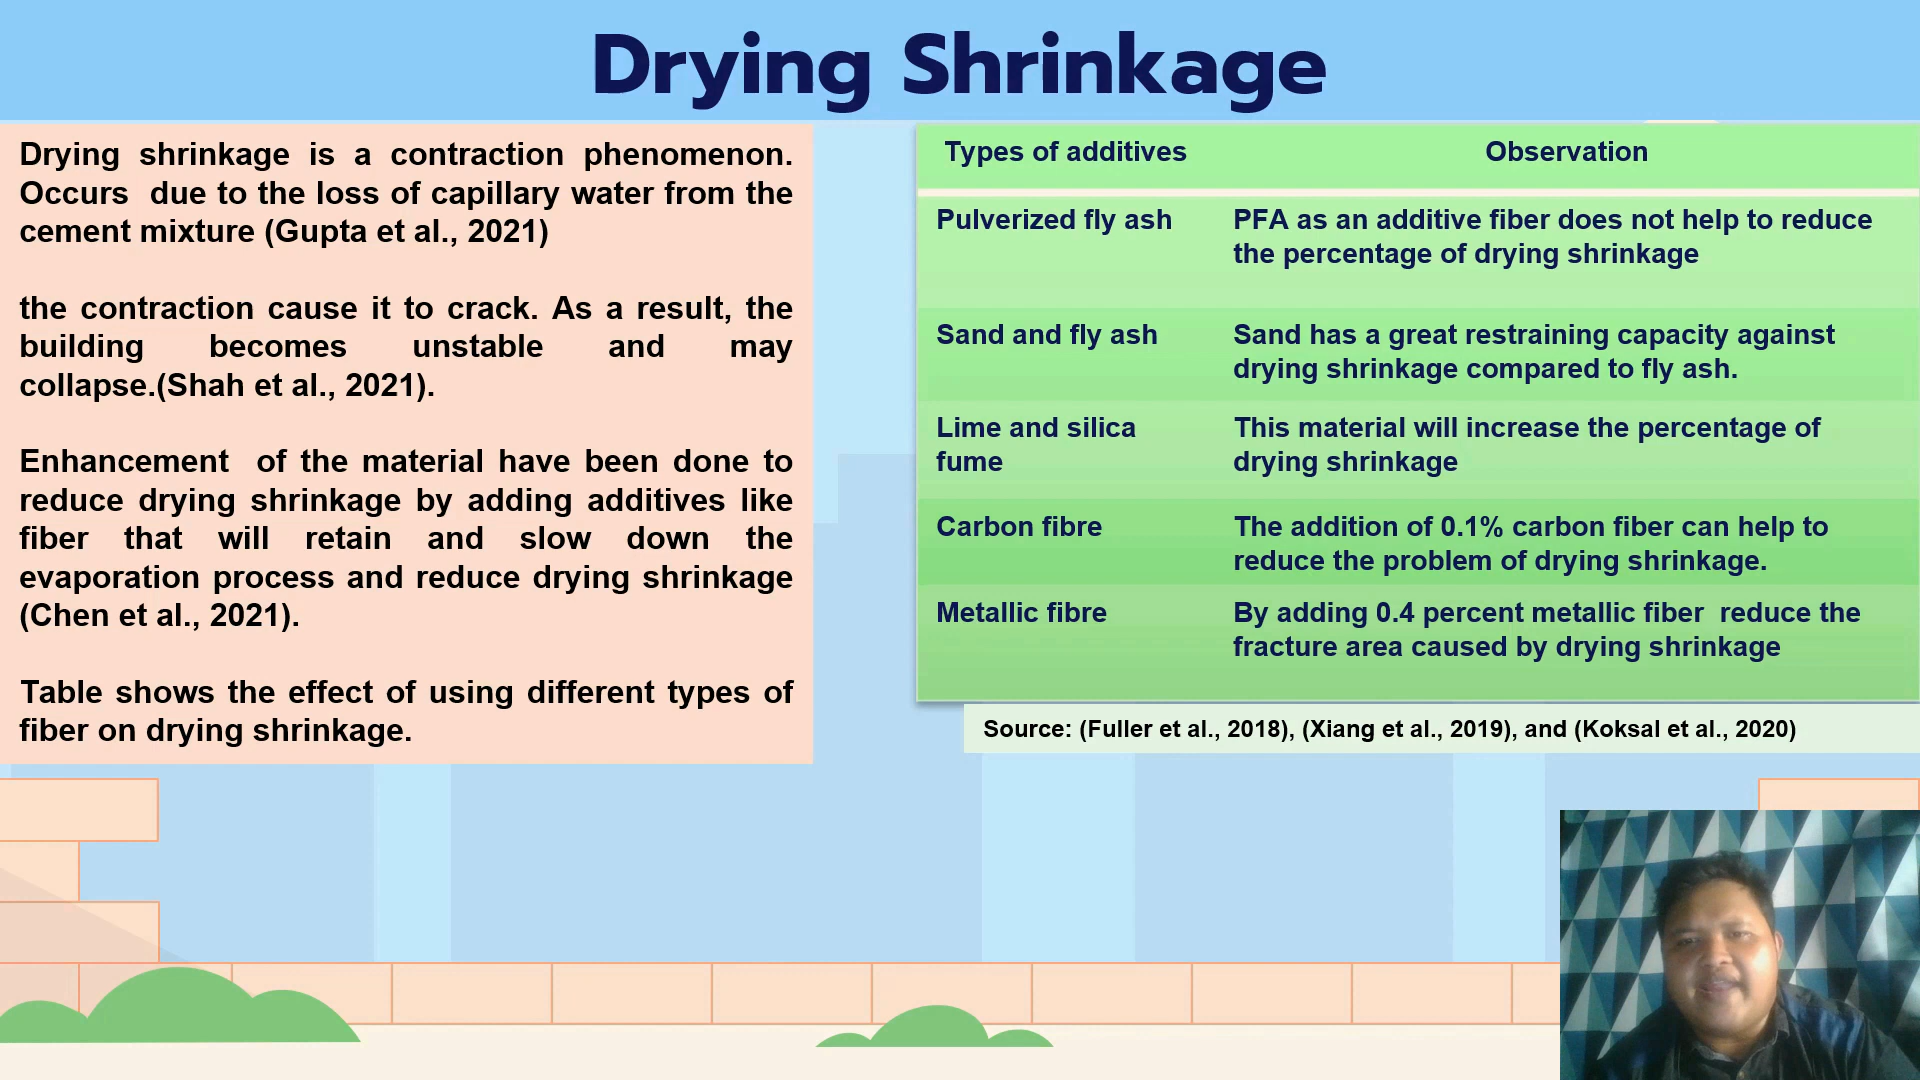 Drying Shrinkage
Drying shrinkage is a contraction phenomenon.
Occurs due to the loss of capillary water from the
cement mixture (Gupta et al., 2021)
the contraction cause it to crack. As a result, the
building becomes unstable and may
collapse.(Shah et al., 2021).
Enhancement of the material have been done to
reduce drying shrinkage by adding additives like
fiber that will retain and slow down the
evaporation process and reduce drying shrinkage
(Chen et al., 2021).
Table shows the effect of using different types of
fiber on drying shrinkage.
Types of additives Observation
Pulverized fly ash PFA as an additive fiber does not help to reduce
the percentage of drying shrinkage
Sand and fly ash Sand has a great restraining capacity against
drying shrinkage compared to fly ash.
Lime and silica This material will increase the percentage of
fume drying shrinkage
Carbon fibre The addition of 0.1% carbon fiber can help to
reduce the problem of drying shrinkage.
Metallic fibre By adding 0.4 percent metallic fiber reduce the
fracture area caused by drying shrinkage
Source: (Fuller et al., 2018), (Xiang et al., 2019), and (Koksal et al., 2020)